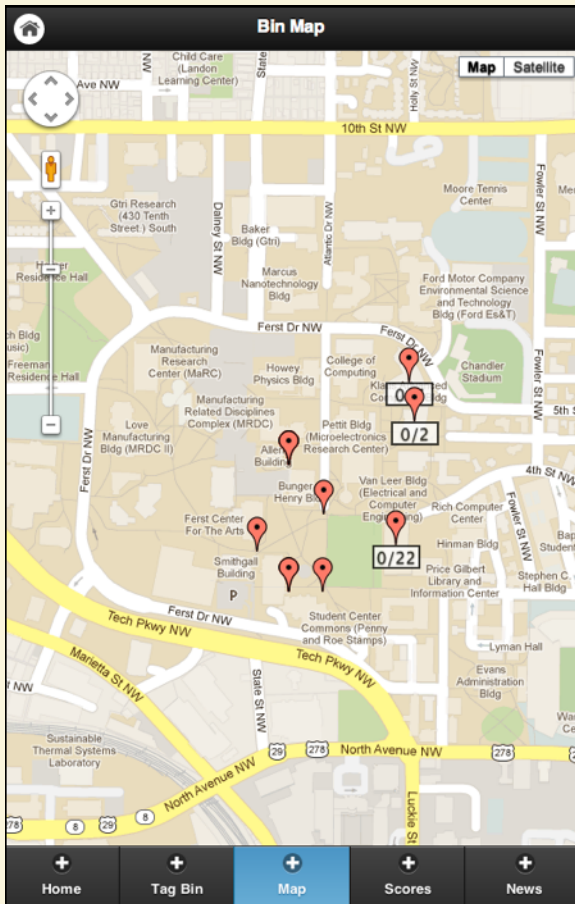 Bin Map
Child Care
(Landon
Learning Center)
State
Holly St NW
Map
Satellite
Ave NW
10th St NW
Fowler St NW
Moore Tennis
Center
Gtri Research
(430 Tenth
Street ) South
Dalney St NW
Baker
Bldg (Gtri)
Atlantic Dr NW
Marcus
Nanotechnology
Bldg
Ford Motor Company
Environmental Science
and Technology
Bldg (Ford Es&T)
Residence Hall
Ferst Dr NW
Ferst Dr NW
Fowler St NW
Manufacturing
Research
Center (MaRC)
Howey
Physics Bldg
College of
Computing
Chandler
Stadium
Freeman
Residence Hall
Manufacturing
Related Disciplines
Complex (MRDC)
0/2
5th S
Love
Manufacturing
Bldg (MRDC II)
Pettit Bldg
(Microelectronics
Research Center)
Building
4th St NW
Henry
Van Leer Bldg
(Electrical and
Computer
Ferst Dr NW
Rich Computer
Center
Ferst Center
For The Arts
0/22
Hinman Bldg
Smithgall
Building
Price Gilbert
Library and
Information Center
Stephen C.
Hall Bldg
P
Ferst Dr NW
Student Center
Commons (Penny
and Roe Stamps)
Tech Pkwy NW
Tech Pkwy NW
Lyman Hall
Marietta St NW
State St NW
Evans
Administration
Bldg
NW
Sustainable
Thermal Systems
Laboratory
29
278
North Avenue NW
278
North Avenue NW
Luckie St
278
8
29
8
Home
Tag Bin
Map
Scores
News